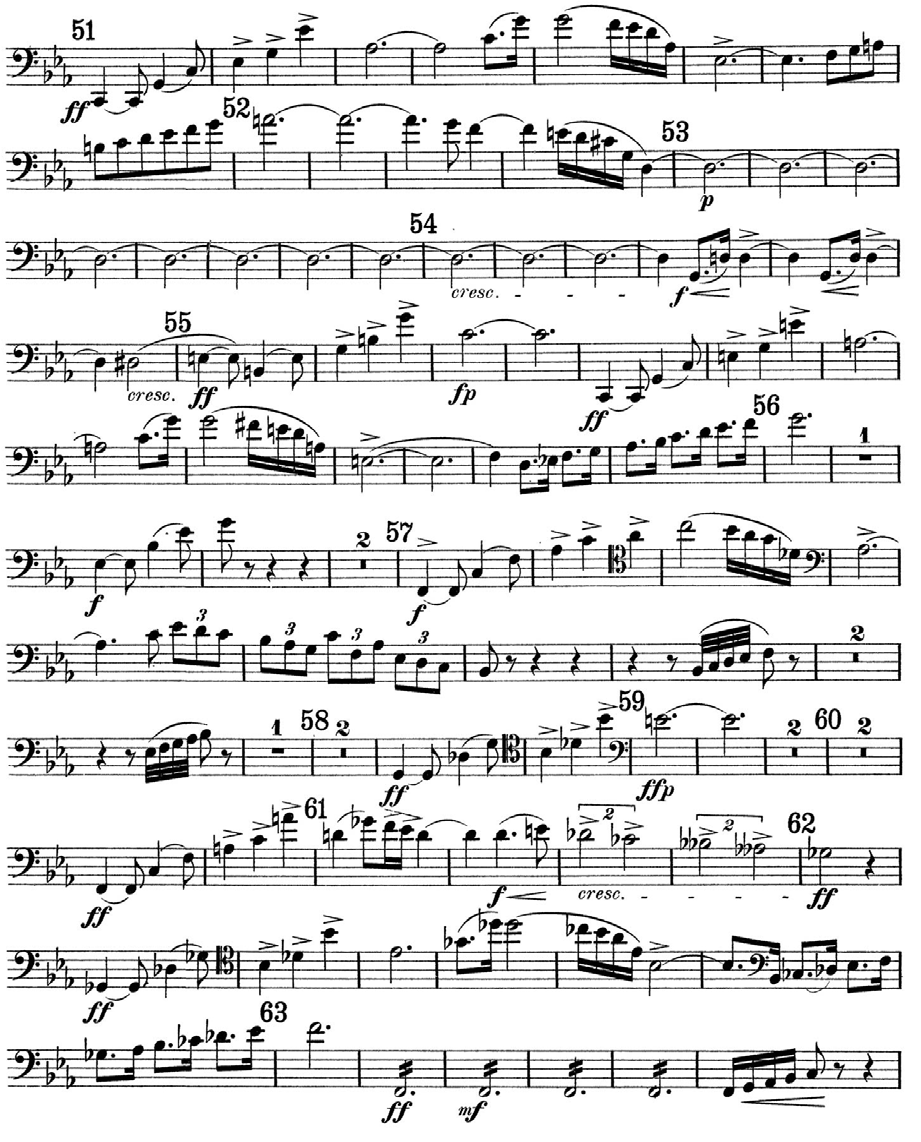 51 ff
52 53 p
54 cresc. f
55 cresc. ff fp ff
56 1
f 2 57 f
3 3 3 3 2
1 58 2 ff 59 ffp 2 60 2
ff 61 f cresc. 2 2 62 ff
ff
63 ff mf